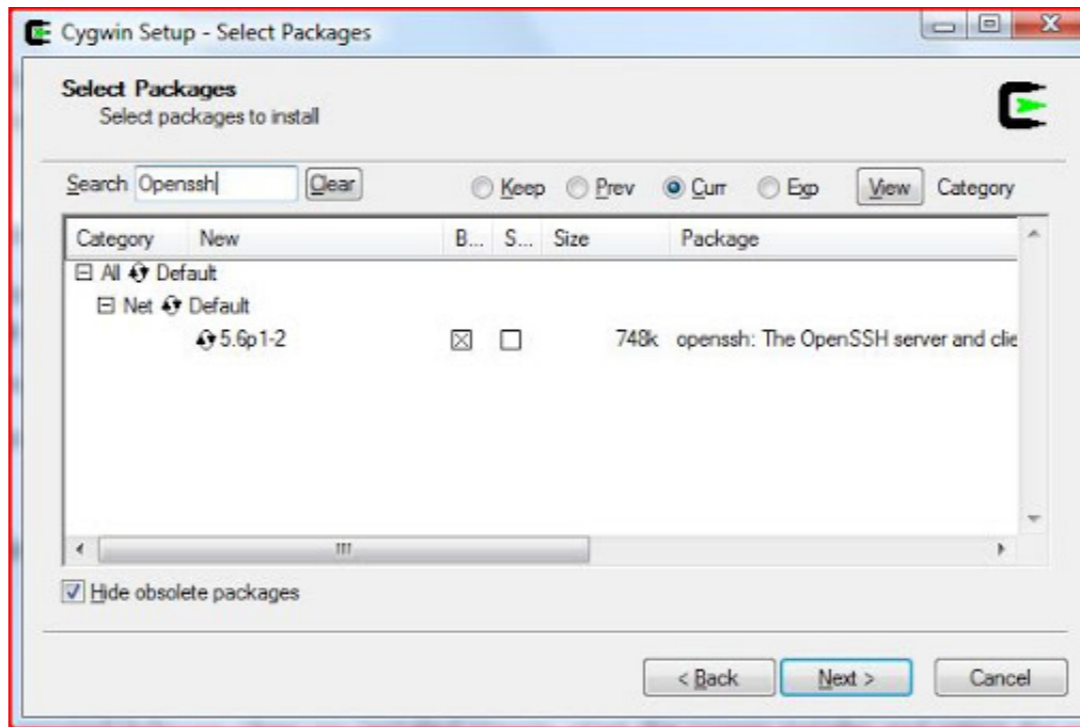 Cygwin Setup - Select Packages
Select Packages
Select packages to install
Search Openssh Clear Keep Prev Curr Exp View Category
Category New B... S... Size Package
All Default
Net Default
5.6p1-2 748k openssh: The OpenSSH server and clie
Hide obsolete packages
< Back Next > Cancel